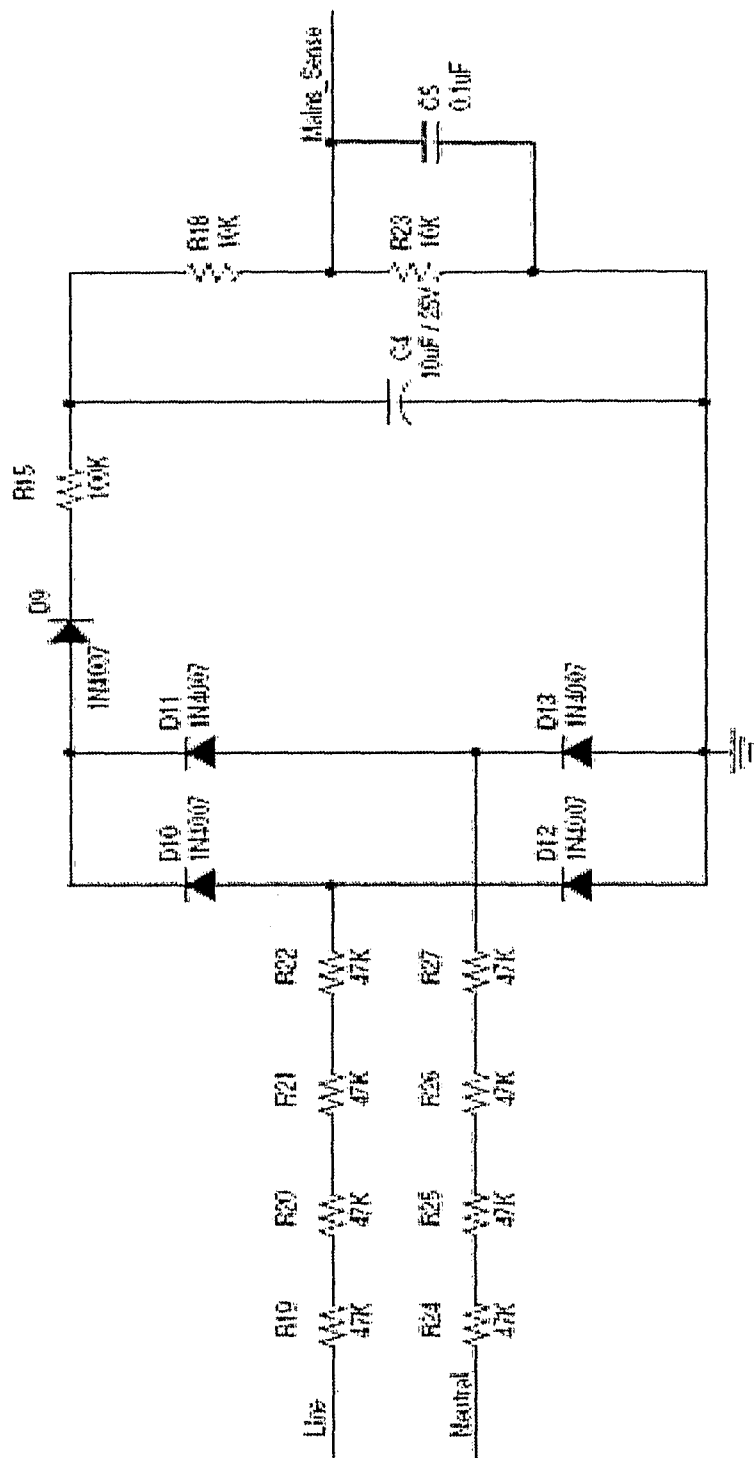 Line
R19
47K
R20
47K
R21
47K
R22
47K
Neutral
R24
47K
R25
47K
R26
47K
R27
47K
D10
1N4007
D11
1N4007
D12
1N4007
D13
1N4007
D9
1N4007
R15
100K
C4
10uF / 25V
R18
10K
R23
10K
Mains_Sense
C5
0.1uF